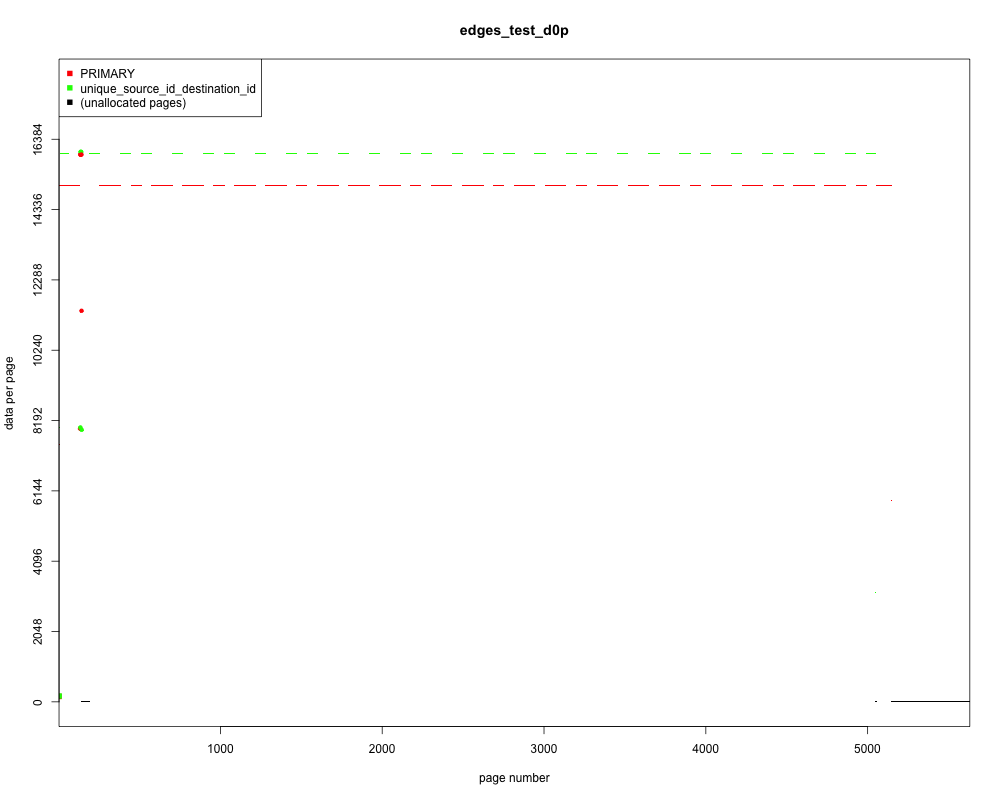 edges_test_d0p
PRIMARY
unique_source_id_destination_id
(unallocated pages)
data per page
16384
14336
12288
10240
8192
6144
4096
2048
0
1000 2000 3000 4000 5000
page number